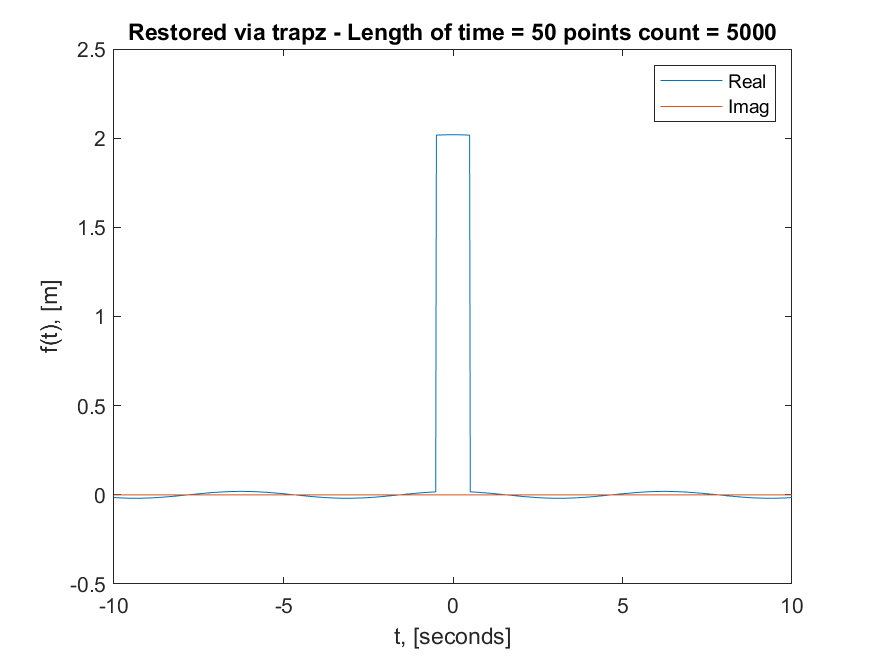 Restored via trapz - Length of time = 50 points count = 5000
2.5
Real
Imag
2
1.5
f(t), [m]
1
0.5
0
-0.5
-10
-5
0
5
10
t, [seconds]